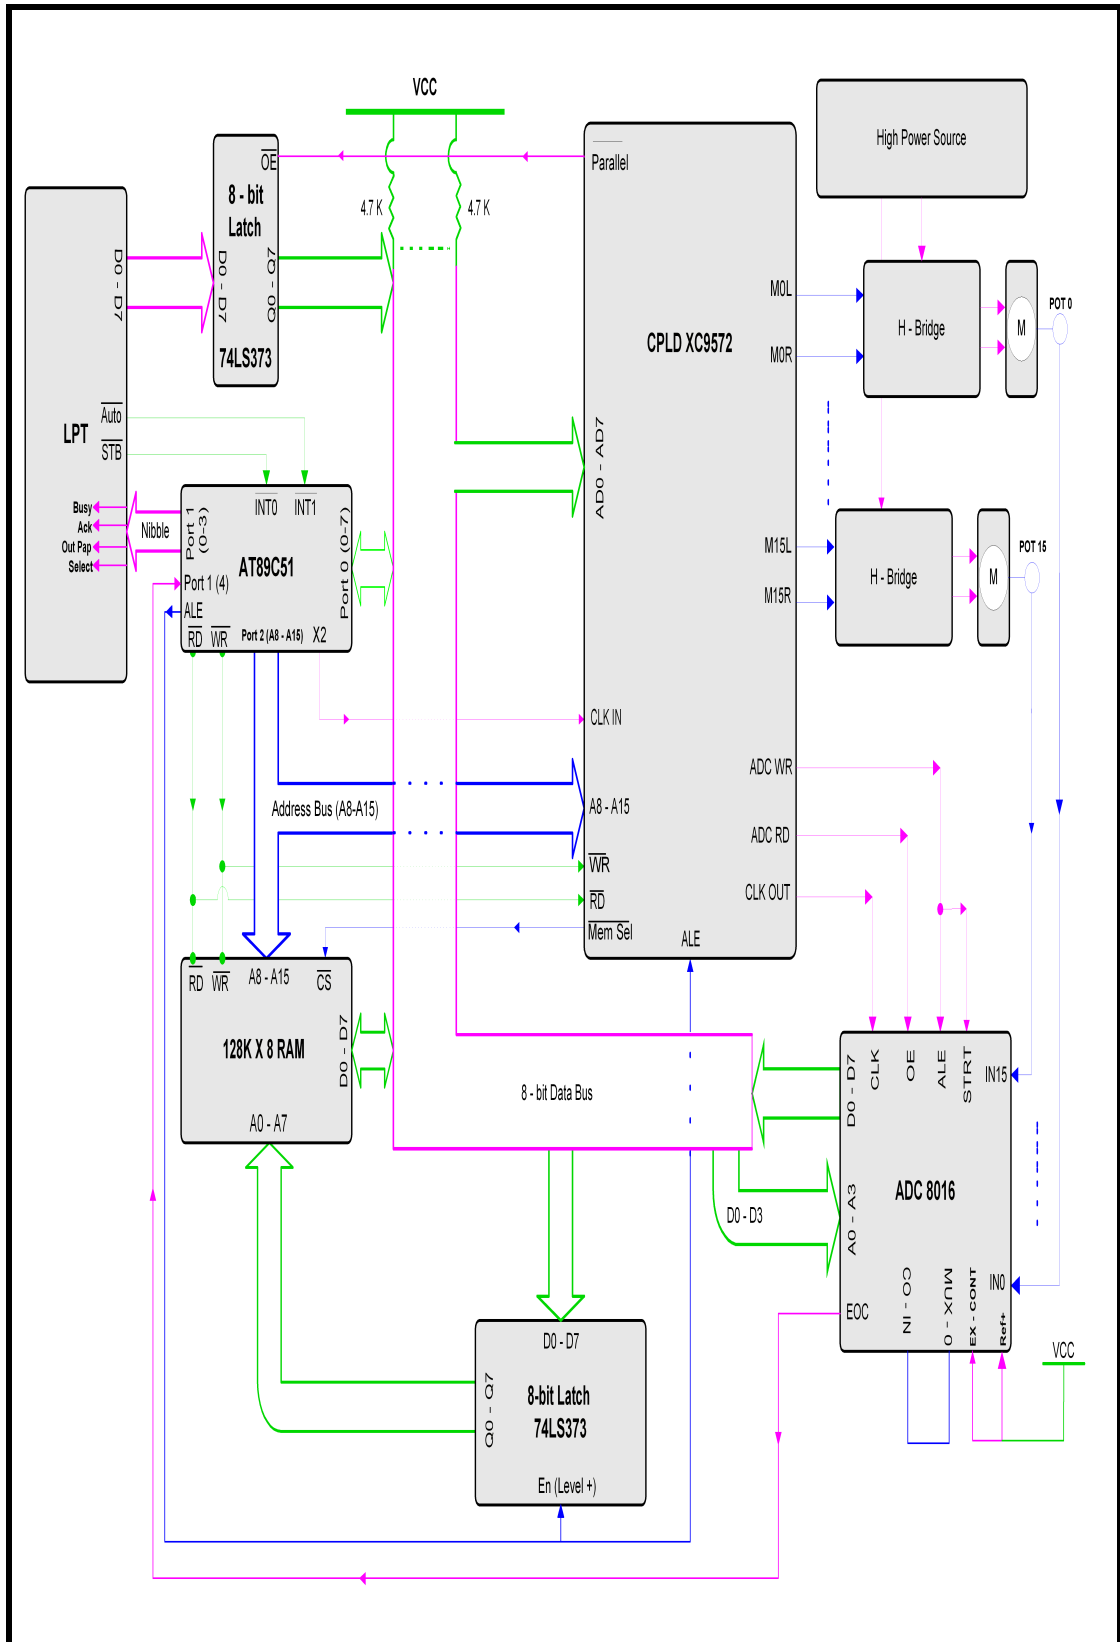 VCC
High Power Source
OE
8 - bit
Latch
D0 - D7
Q0 - Q7
74LS373
4.7 K
4.7 K
Parallel
CPLD XC9572
M0L
M0R
H - Bridge
M
POT 0
D0 - D7
LPT
Auto
STB
Busy
Ack
Out Pap
Select
Nibble
INT0
INT1
Port 1
(0-3)
AT89C51
Port 0 (0-7)
Port 1 (4)
ALE
RD
WR
Port 2 (A8 - A15)
X2
AD0 - AD7
M15L
M15R
H - Bridge
M
POT 15
CLK IN
Address Bus (A8-A15)
A8 - A15
WR
RD
Mem Sel
ALE
ADC WR
ADC RD
CLK OUT
RD
WR
A8 - A15
CS
128K X 8 RAM
D0 - D7
A0 - A7
8 - bit Data Bus
D0 - D7
CLK
OE
ALE
STRT
IN15
ADC 8016
D0 - D3
A0 - A3
EOC
CO - IN
MUX - 0
EX - CONT
Ref+
IN0
VCC
D0 - D7
Q0 - Q7
8-bit Latch
74LS373
En (Level +)